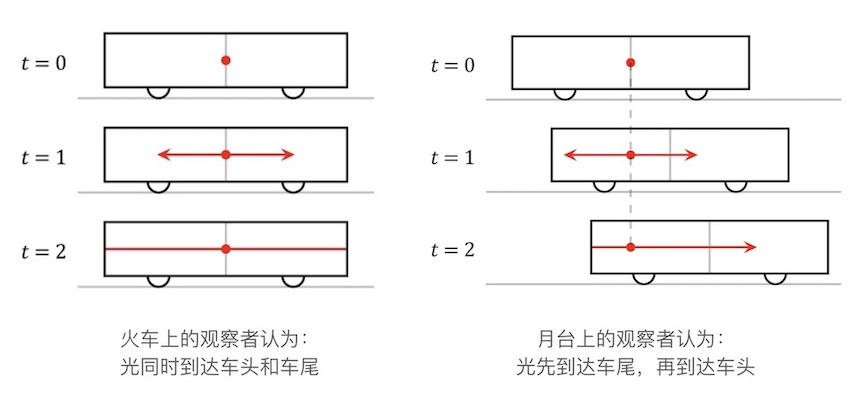 t = 0
t = 1
t = 2
火车上的观察者认为：
光同时到达车头和车尾
t = 0
t = 1
t = 2
月台上的观察者认为：
光先到达车尾，再到达车头